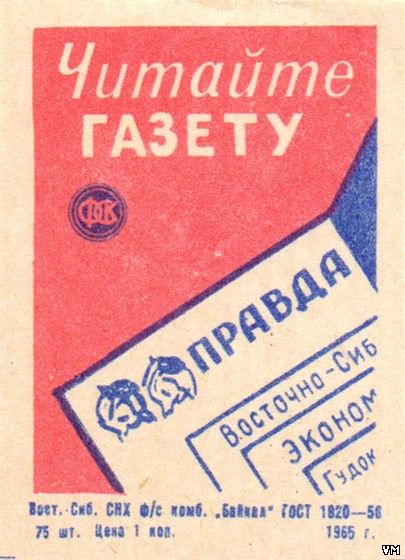 Читайте
ГАЗЕТУ
ФСК
ПРАВДА
ВОСТОЧНО-СИБ
ЭКОНОМ
ГУДОК
Вост.-Сиб. СНХ ф/с комб. „Байкал" ГОСТ 1820—56
75 шт. Цена 1 коп. 1965 г.
VM